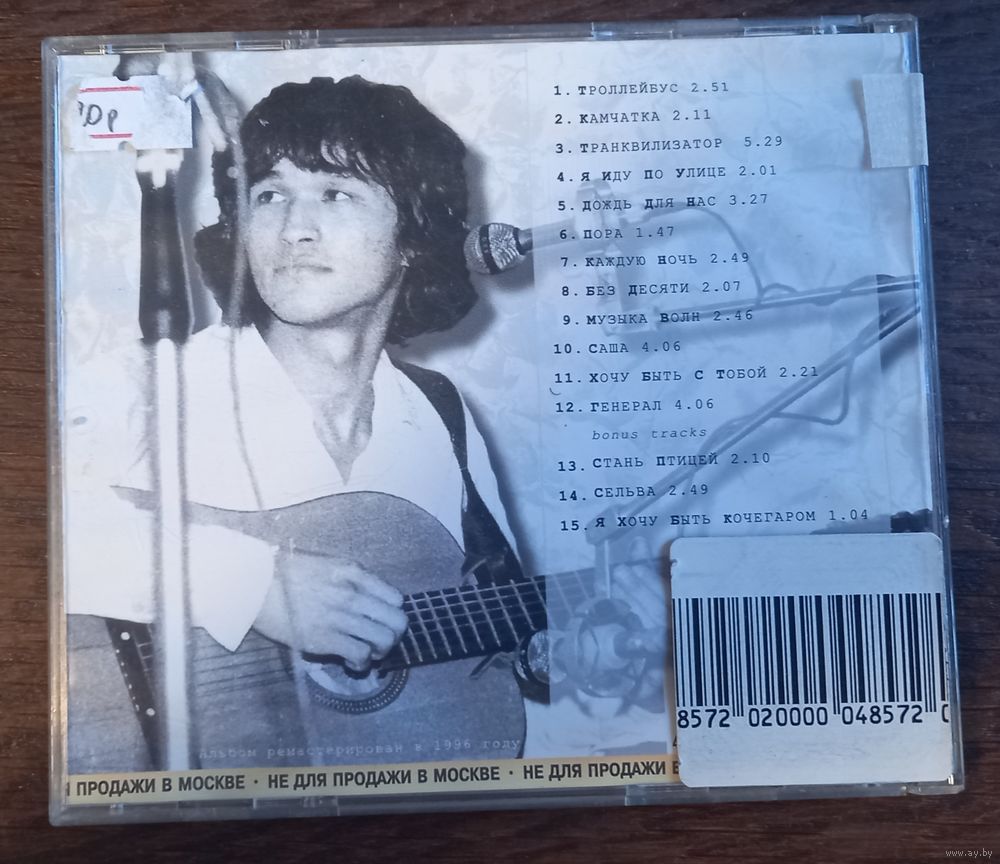 0р
1. ТРОЛЛЕЙБУС 2.51
2. КАМЧАТКА 2.11
3. ТРАНКВИЛИЗАТОР 5.29
4. Я ИДУ ПО УЛИЦЕ 2.01
5. ДОЖДЬ ДЛЯ НАС 3.27
6. ПОРА 1.47
7. КАЖДУЮ НОЧЬ 2.49
8. БЕЗ ДЕСЯТИ 2.07
9. МУЗЫКА ВОЛН 2.46
10. САША 4.06
11. ХОЧУ БЫТЬ С ТОБОЙ 2.21
12. ГЕНЕРАЛ 4.06
bonus tracks
13. СТАНЬ ПТИЦЕЙ 2.10
14. СЕЛЬВА 2.49
15. Я ХОЧУ БЫТЬ КОЧЕГАРОМ 1.04
8572 020000 048572
Альбом ремастерирован в 1996 году
ПРОДАЖИ В МОСКВЕ · НЕ ДЛЯ ПРОДАЖИ В МОСКВЕ · НЕ ДЛЯ ПРОДАЖИ
www.ay.by